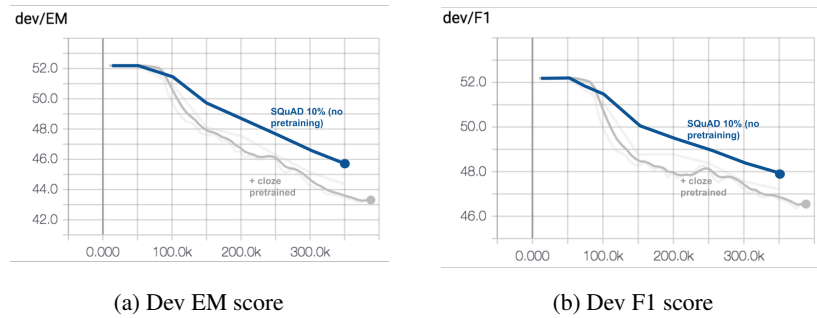 dev/EM
52.0
50.0
48.0
46.0
44.0
42.0
0.000
100.0k
200.0k
300.0k
SQuAD 10% (no
pretraining)
+ cloze
pretrained
(a) Dev EM score
dev/F1
52.0
50.0
48.0
46.0
0.000
100.0k
200.0k
300.0k
SQuAD 10% (no
pretraining)
+ cloze
pretrained
(b) Dev F1 score